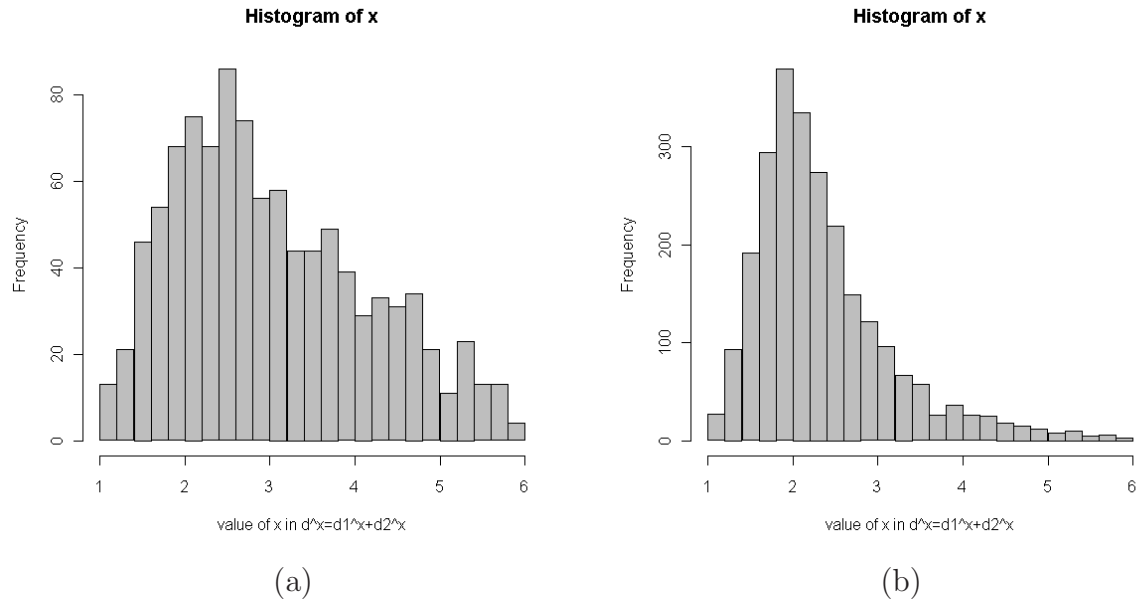 Histogram of x
Frequency
80
60
40
20
0
1 2 3 4 5 6
value of x in d^x=d1^x+d2^x
(a)
Histogram of x
Frequency
300
200
100
0
1 2 3 4 5 6
value of x in d^x=d1^x+d2^x
(b)